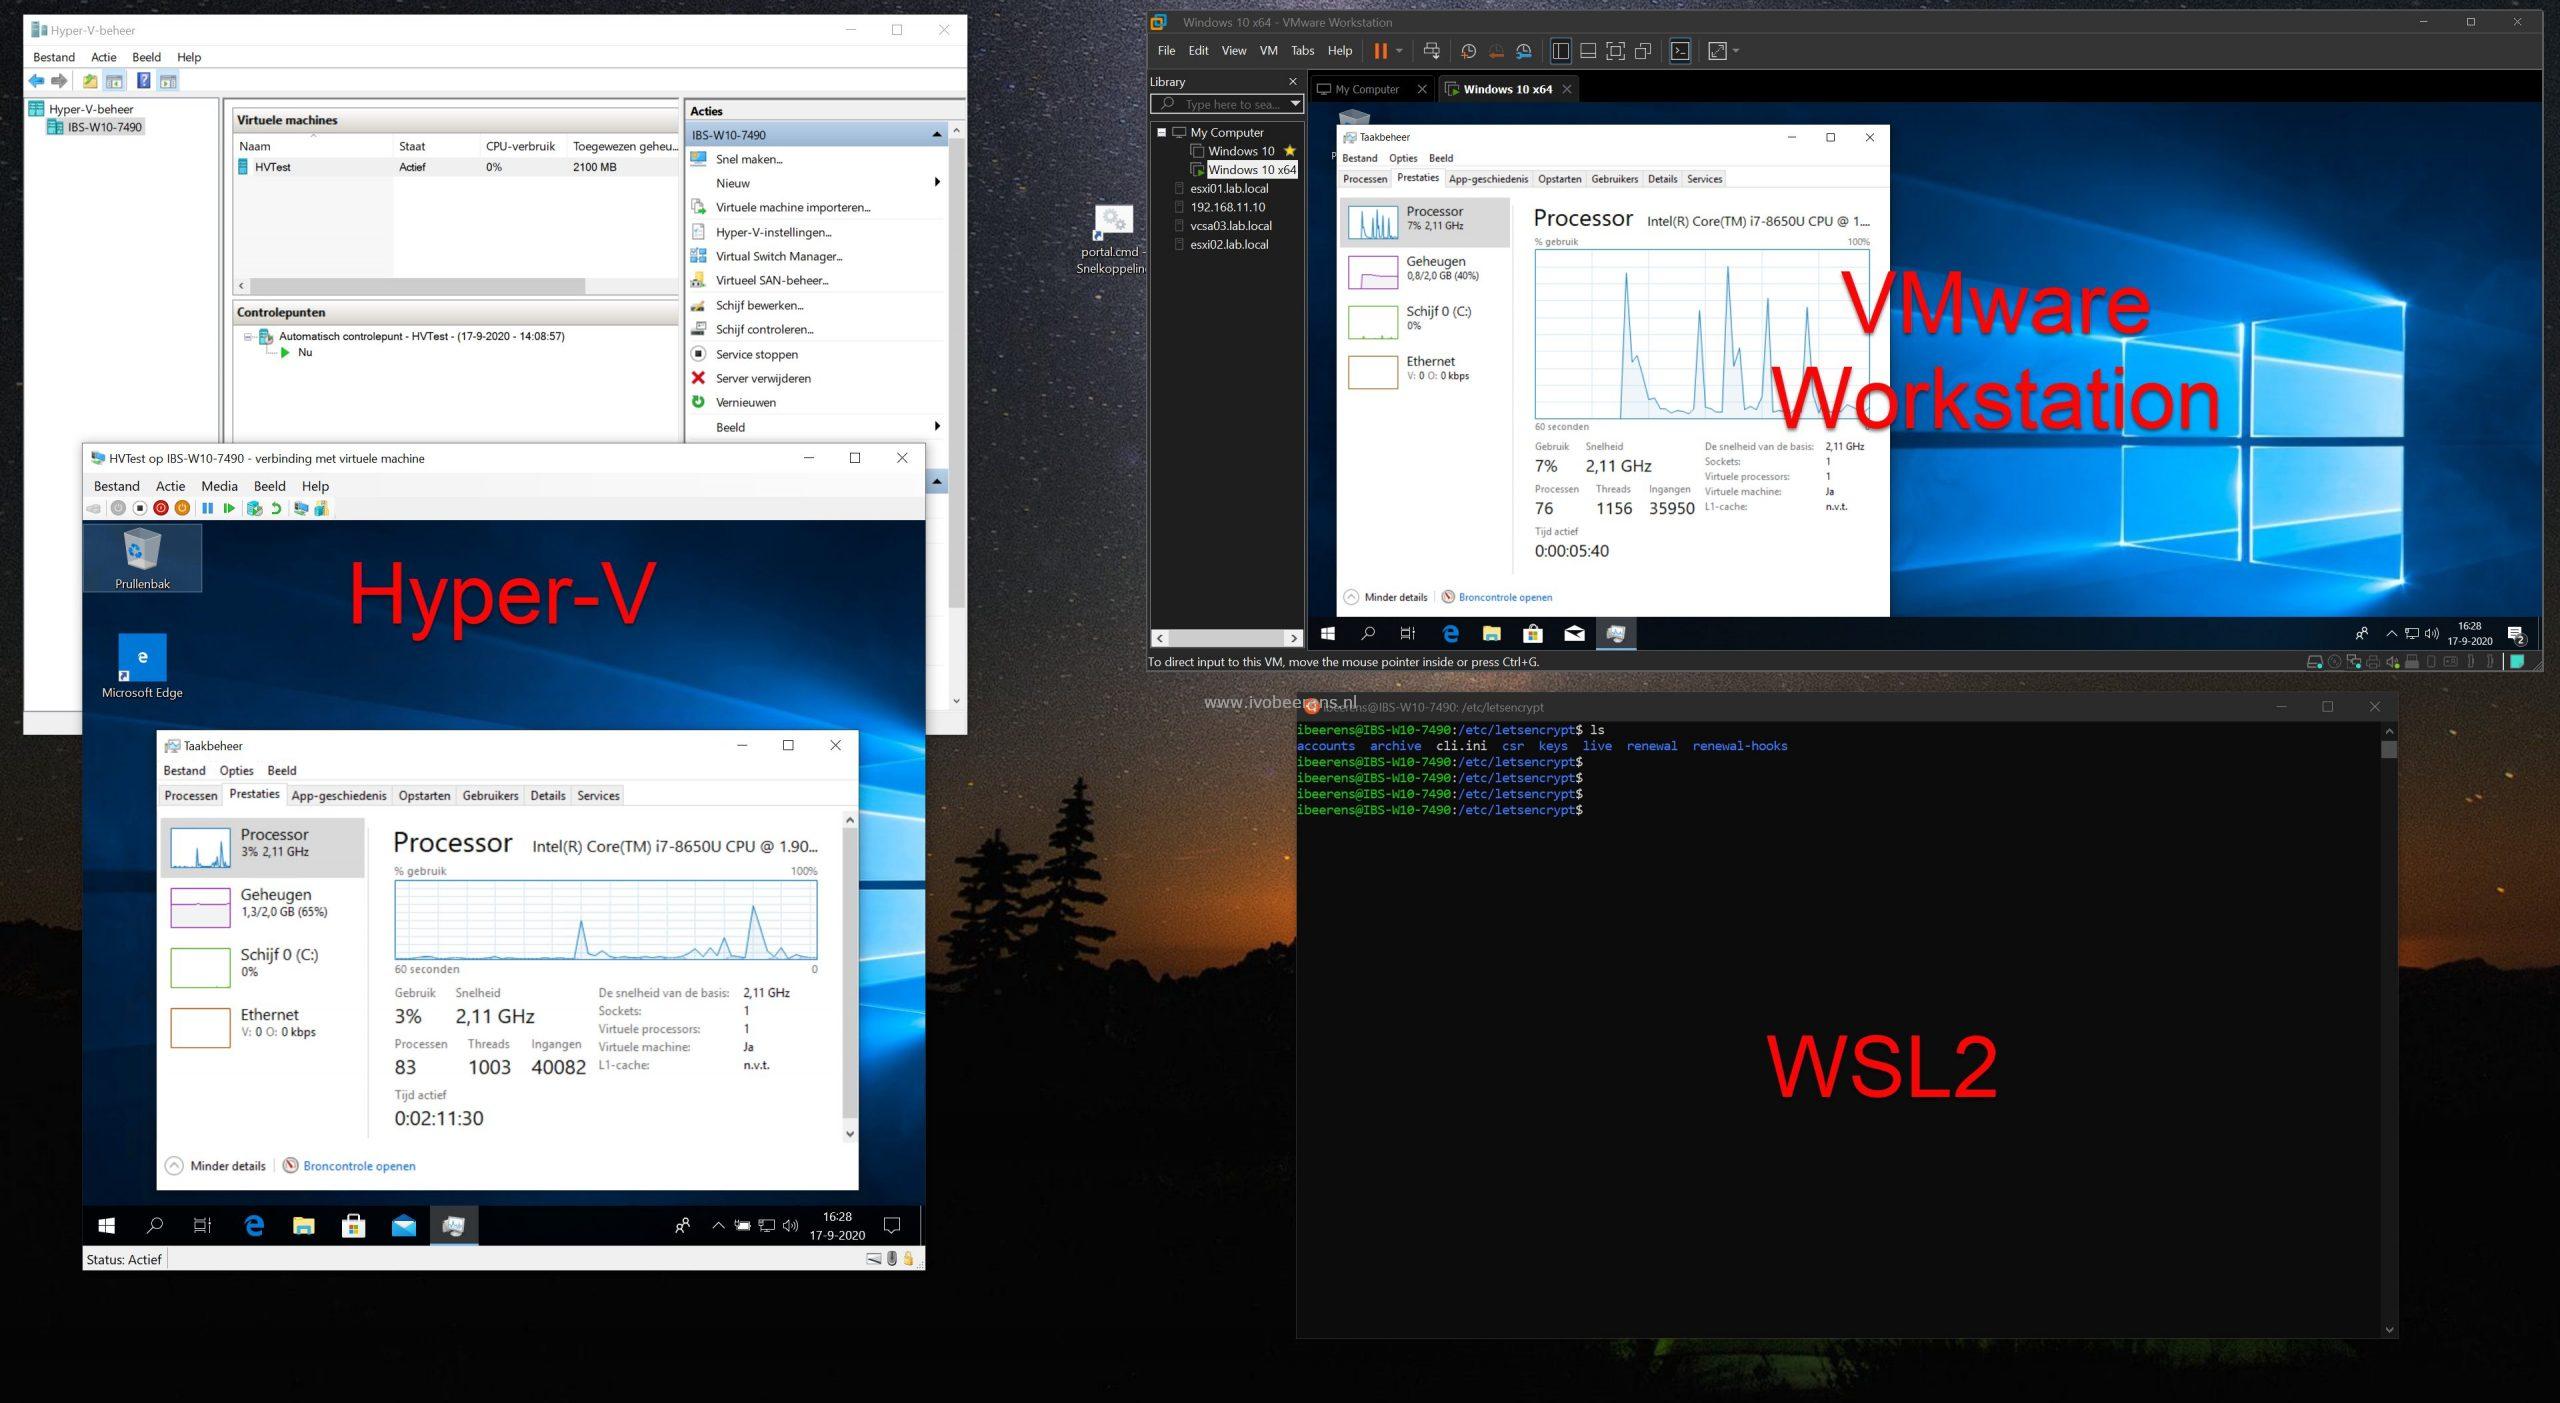 Hyper-V-beheer
Bestand Actie Beeld Help
Hyper-V-beheer
IBS-W10-7490
Virtuele machines
Naam Staat CPU-verbruik Toegewezen geheu...
HVTest Actief 0% 2100 MB
Controlepunten
Automatisch controlepunt - HVTest - (17-9-2020 - 14:08:57)
Nu
Acties
IBS-W10-7490
Snel maken...
Nieuw
Virtuele machine importeren...
Hyper-V-instellingen...
Virtual Switch Manager...
Virtueel SAN-beheer...
Schijf bewerken...
Schijf controleren...
Service stoppen
Server verwijderen
Vernieuwen
Beeld
HVTest op IBS-W10-7490 - verbinding met virtuele machine
Bestand Actie Media Beeld Help
Prullenbak
Microsoft Edge
Hyper-V
Taakbeheer
Bestand Opties Beeld
Processen Prestaties App-geschiedenis Opstarten Gebruikers Details Services
Processor
3% 2,11 GHz
Geheugen
1,3/2,0 GB (65%)
Schijf 0 (C:)
0%
Ethernet
V: 0 O: 0 kbps
Processor Intel(R) Core(TM) i7-8650U CPU @ 1.90...
% gebruik 100%
60 seconden 0
Gebruik Snelheid
3% 2,11 GHz
Processen Threads Ingangen
83 1003 40082
Tijd actief
0:02:11:30
De snelheid van de basis: 2,11 GHz
Sockets: 1
Virtuele processors: 1
Virtuele machine: Ja
L1-cache: n.v.t.
Minder details Broncontrole openen
16:28
17-9-2020
Status: Actief
portal.cmd -
Snelkoppeling
Windows 10 x64 - VMware Workstation
File Edit View VM Tabs Help
Library
Type here to sea...
My Computer
Windows 10
Windows 10 x64
esxi01.lab.local
192.168.11.10
vcsa03.lab.local
esxi02.lab.local
My Computer Windows 10 x64
Taakbeheer
Bestand Opties Beeld
Processen Prestaties App-geschiedenis Opstarten Gebruikers Details Services
Processor
7% 2,11 GHz
Geheugen
0,8/2,0 GB (40%)
Schijf 0 (C:)
0%
Ethernet
V: 0 O: 0 kbps
Processor Intel(R) Core(TM) i7-8650U CPU @ 1....
% gebruik 100%
60 seconden
Gebruik Snelheid
7% 2,11 GHz
Processen Threads Ingangen
76 1156 35950
Tijd actief
0:00:05:40
De snelheid van de basis: 2,11 GHz
Sockets: 1
Virtuele processors: 1
Virtuele machine: Ja
L1-cache: n.v.t.
Minder details Broncontrole openen
VMware
Workstation
16:28
17-9-2020
2
To direct input to this VM, move the mouse pointer inside or press Ctrl+G.
www.ivobeerens.nl
ibeerens@IBS-W10-7490: /etc/letsencrypt
ibeerens@IBS-W10-7490:/etc/letsencrypt$ ls
accounts archive cli.ini csr keys live renewal renewal-hooks
ibeerens@IBS-W10-7490:/etc/letsencrypt$
ibeerens@IBS-W10-7490:/etc/letsencrypt$
ibeerens@IBS-W10-7490:/etc/letsencrypt$
ibeerens@IBS-W10-7490:/etc/letsencrypt$
WSL2